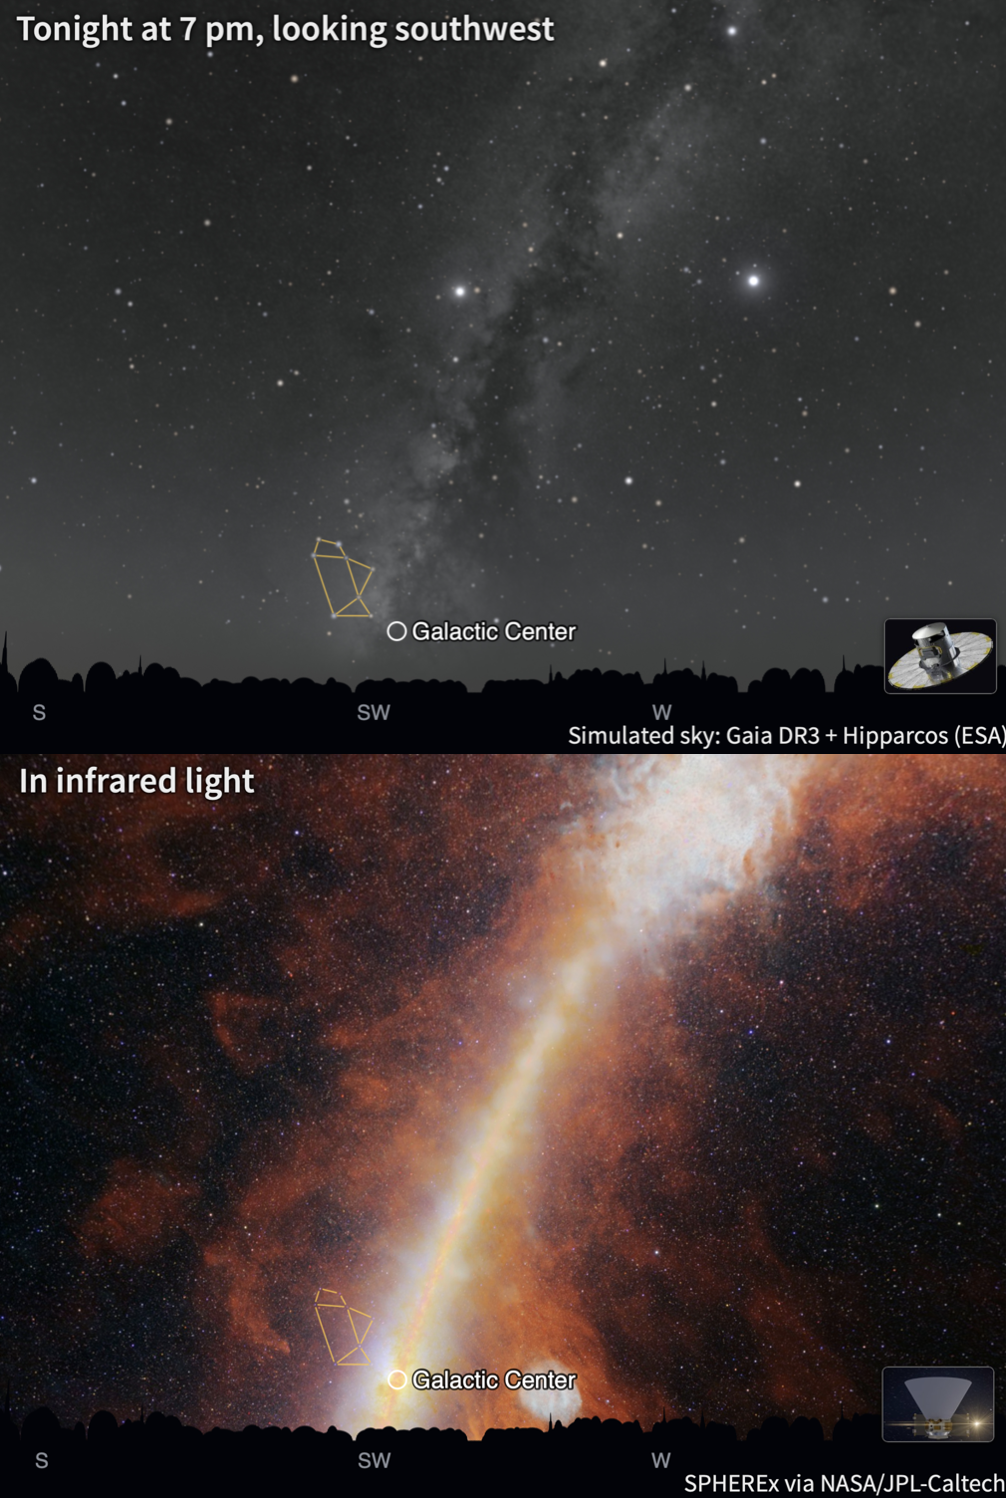 Tonight at 7 pm, looking southwest
Galactic Center
S SW W
Simulated sky: Gaia DR3 + Hipparcos (ESA)
In infrared light
Galactic Center
S SW W
SPHEREx via NASA/JPL-Caltech